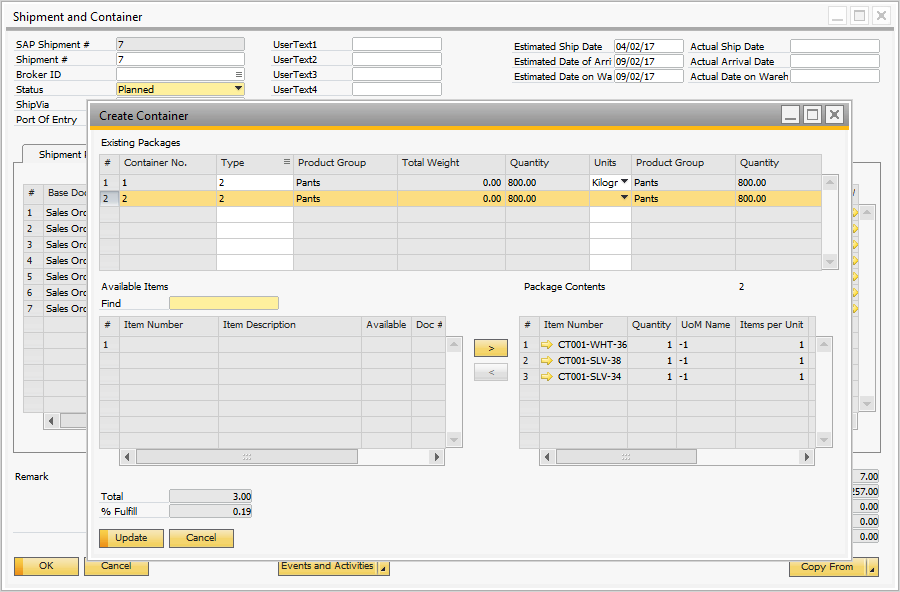 Shipment and Container
SAP Shipment # 7 UserText1 Estimated Ship Date 04/02/17 Actual Ship Date
Shipment # 7 UserText2 Estimated Date of Arri 09/02/17 Actual Arrival Date
Broker ID UserText3 Estimated Date on Wa 09/02/17 Actual Date on Wareh
Status Planned UserText4
ShipVia
Port Of Entry
Shipment
# Base Dou
1 Sales Orc
2 Sales Orc
3 Sales Orc
4 Sales Orc
5 Sales Orc
6 Sales Orc
7 Sales Orc
Create Container
Existing Packages
# Container No. Type Product Group Total Weight Quantity Units Product Group Quantity
1 1 2 Pants 0.00 800.00 Kilogr Pants 800.00
2 2 2 Pants 0.00 800.00 Pants 800.00
Available Items Package Contents 2
Find
# Item Number Item Description Available Doc #
1
>
<
# Item Number Quantity UoM Name Items per Unit
1 CT001-WHT-36 1 -1 1
2 CT001-SLV-38 1 -1 1
3 CT001-SLV-34 1 -1 1
Total 3.00
% Fulfill 0.19
Update Cancel
Remark 7.00
257.00
0.00
0.00
0.00
OK Cancel Events and Activities Copy From